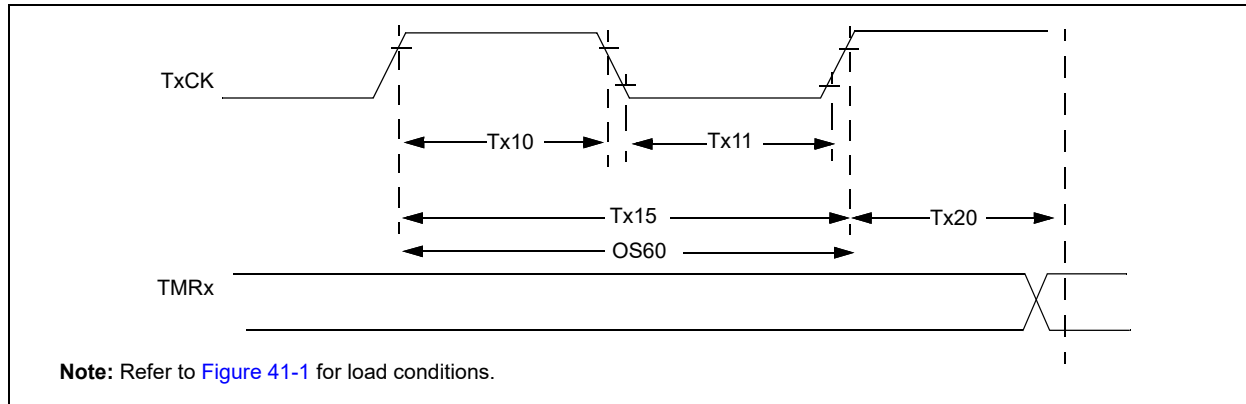 TxCK
Tx10
Tx11
Tx15
Tx20
OS60
TMRx
Note: Refer to Figure 41-1 for load conditions.